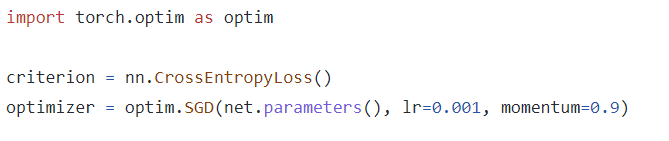 import torch.optim as optim
criterion = nn.CrossEntropyLoss()
optimizer = optim.SGD(net.parameters(), lr=0.001, momentum=0.9)